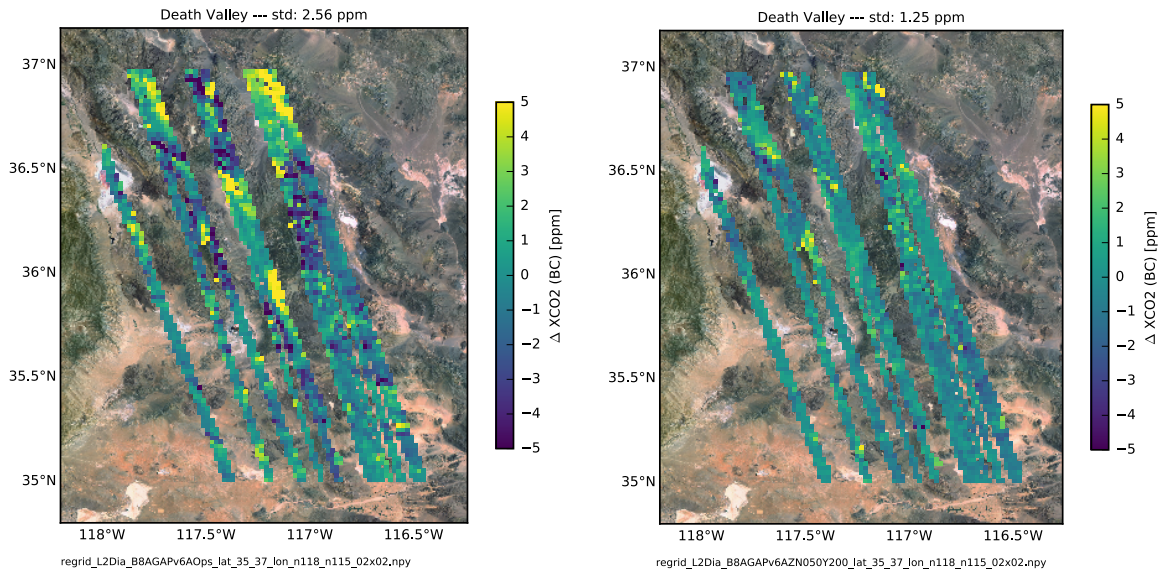 Death Valley --- std: 2.56 ppm
37°N
36.5°N
36°N
35.5°N
35°N
118°W
117.5°W
117°W
116.5°W
5
4
3
2
1
0
−1
−2
−3
−4
−5
Δ XCO2 (BC) [ppm]
regrid_L2Dia_B8AGAPv6AOps_lat_35_37_lon_n118_n115_02x02.npy
Death Valley --- std: 1.25 ppm
37°N
36.5°N
36°N
35.5°N
35°N
118°W
117.5°W
117°W
116.5°W
5
4
3
2
1
0
−1
−2
−3
−4
−5
Δ XCO2 (BC) [ppm]
regrid_L2Dia_B8AGAPv6AZN050Y200_lat_35_37_lon_n118_n115_02x02.npy